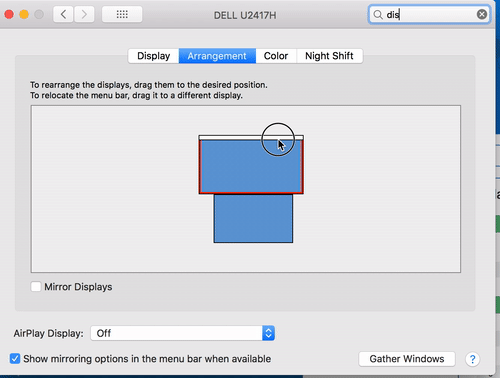 DELL U2417H
dis
Display Arrangement Color Night Shift
To rearrange the displays, drag them to the desired position.
To relocate the menu bar, drag it to a different display.
Mirror Displays
AirPlay Display: Off
Show mirroring options in the menu bar when available
Gather Windows
?